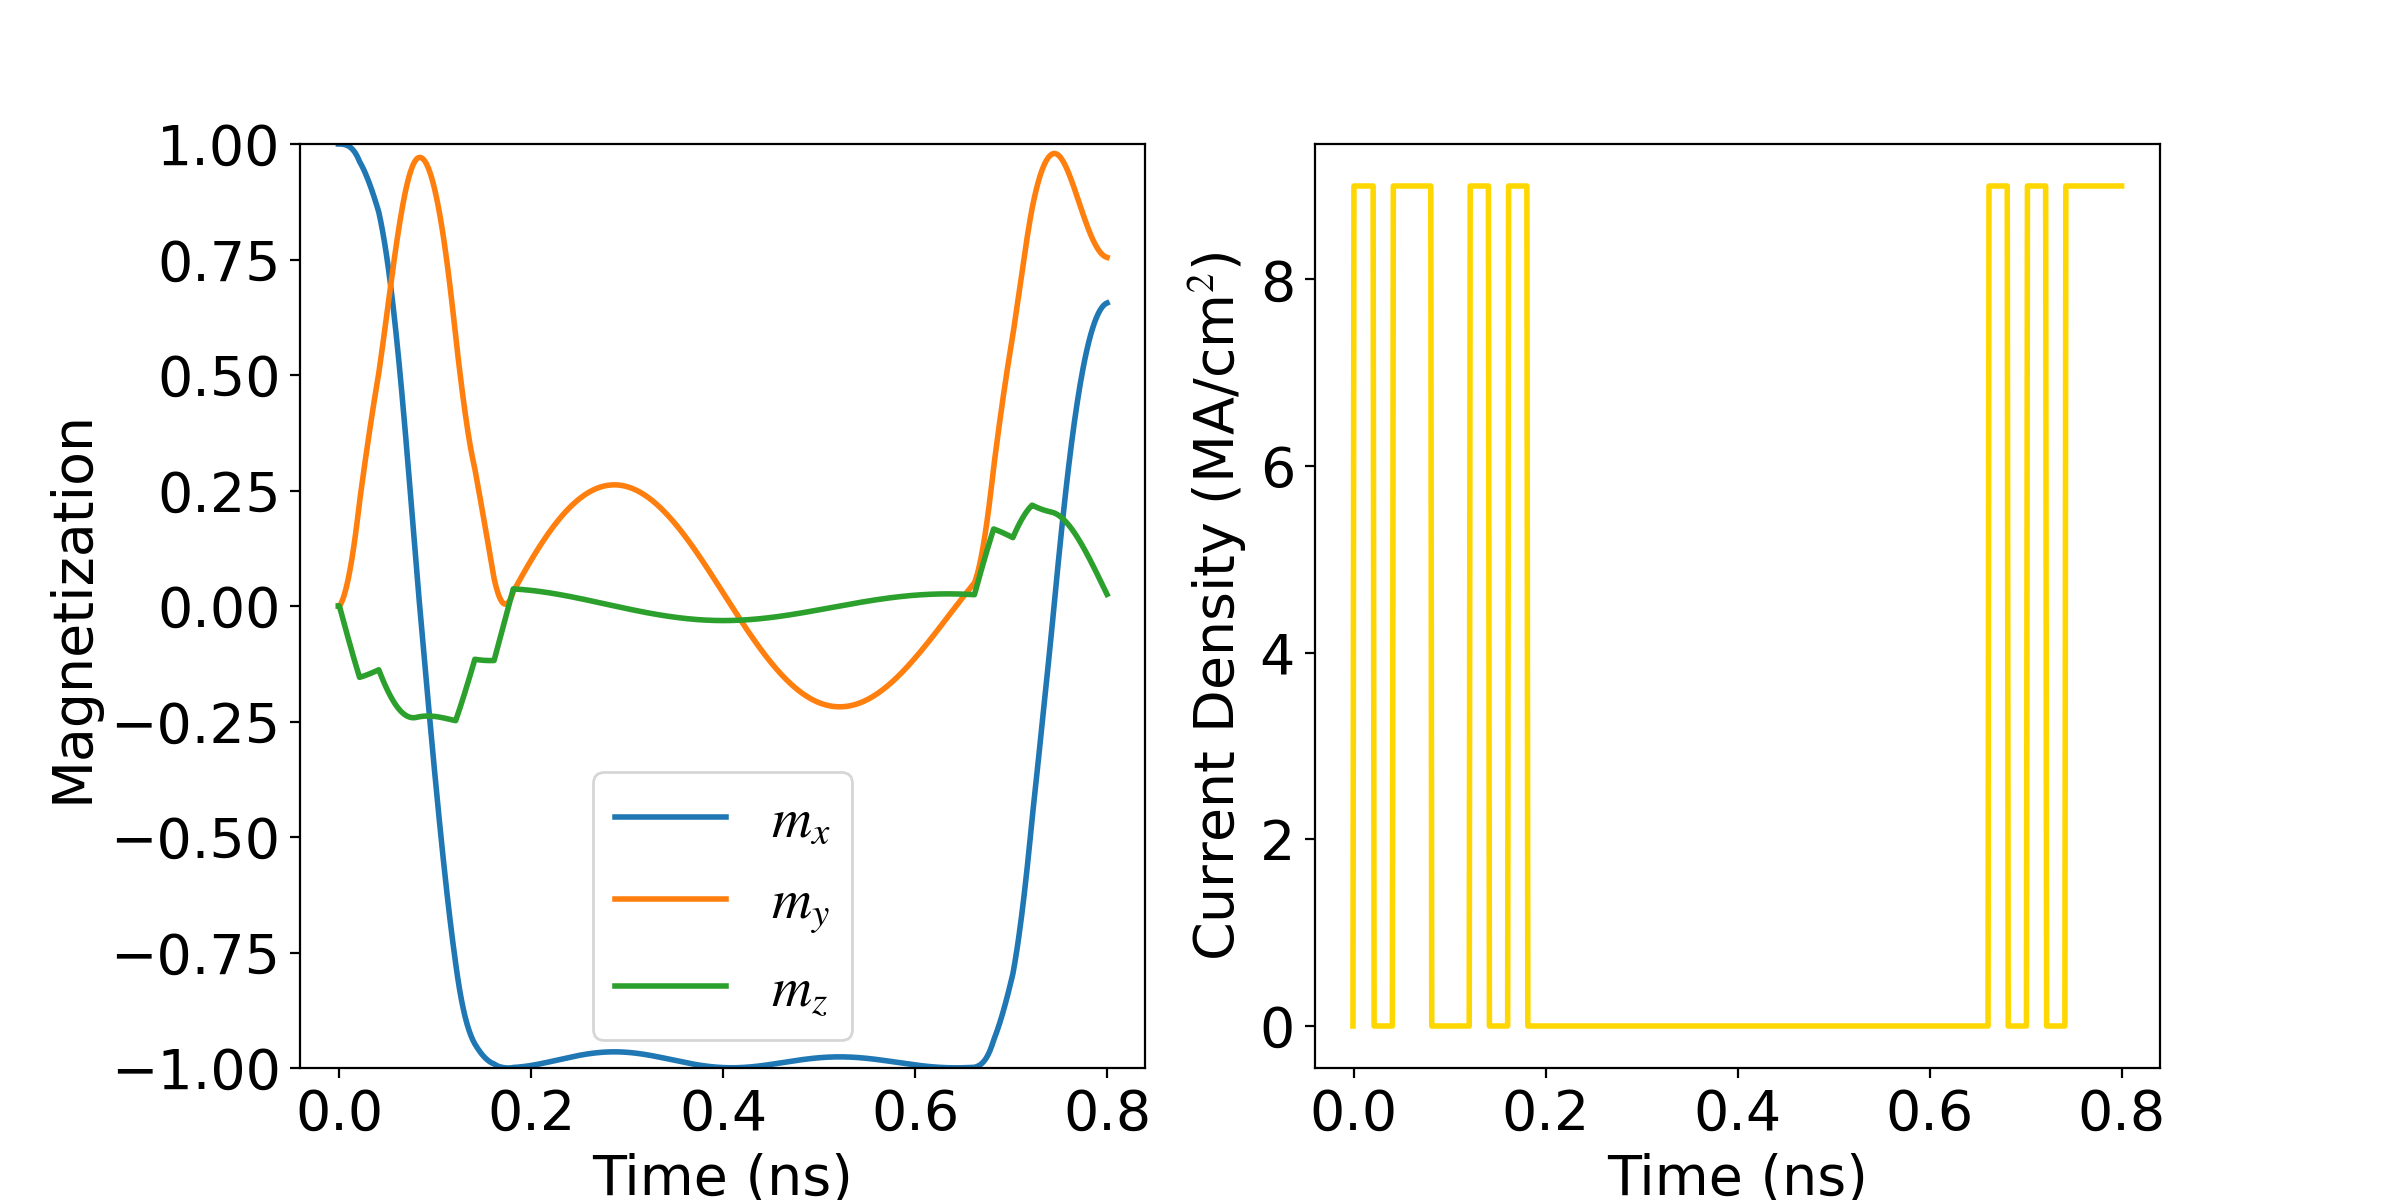 Magnetization
1.00
0.75
0.50
0.25
0.00
−0.25
−0.50
−0.75
−1.00
0.0 0.2 0.4 0.6 0.8
Time (ns)
m_x
m_y
m_z
Current Density (MA/cm²)
8
6
4
2
0
0.0 0.2 0.4 0.6 0.8
Time (ns)